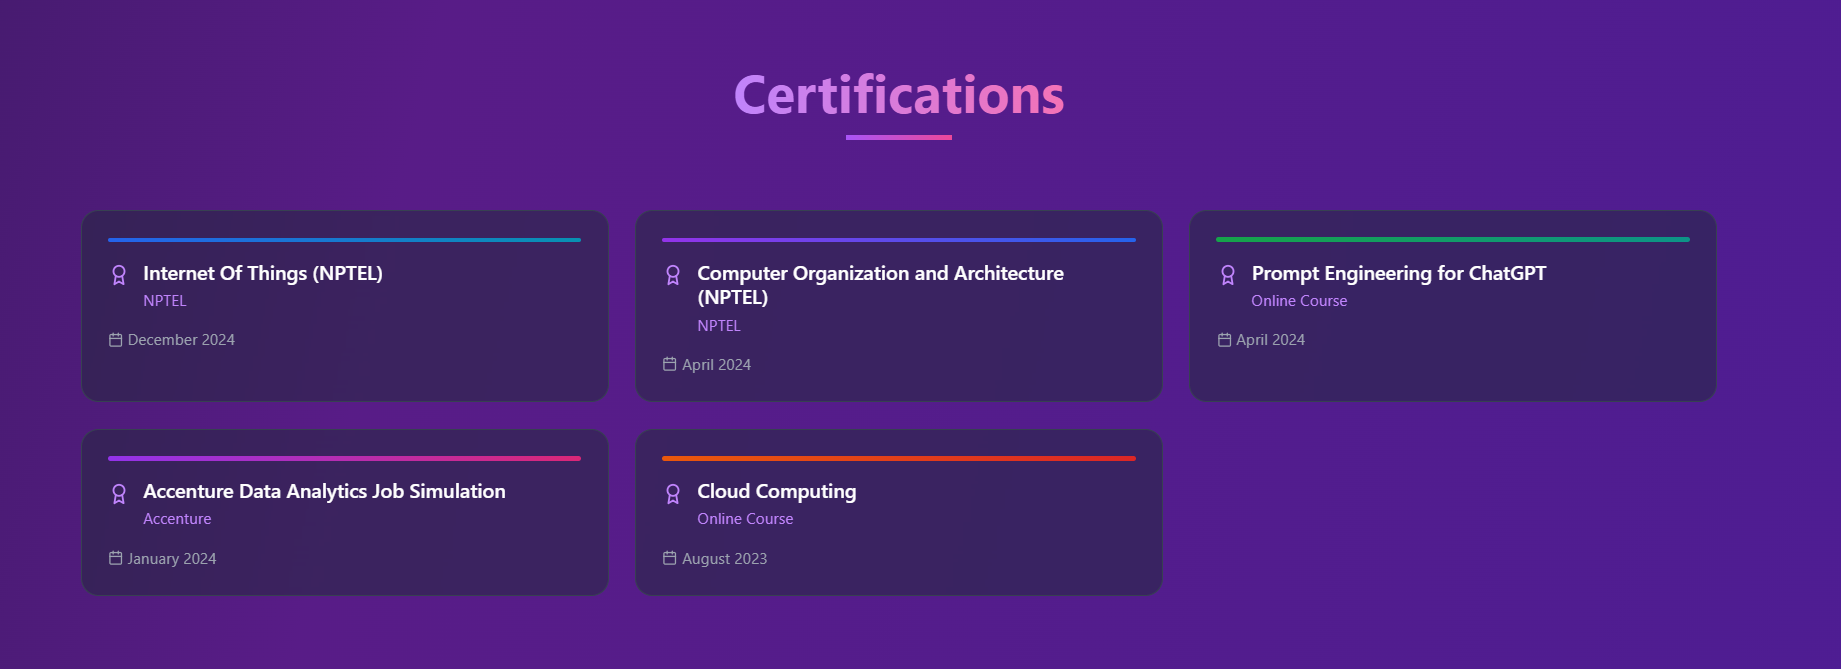 Certifications
Internet Of Things (NPTEL)
NPTEL
December 2024
Computer Organization and Architecture
(NPTEL)
NPTEL
April 2024
Prompt Engineering for ChatGPT
Online Course
April 2024
Accenture Data Analytics Job Simulation
Accenture
January 2024
Cloud Computing
Online Course
August 2023